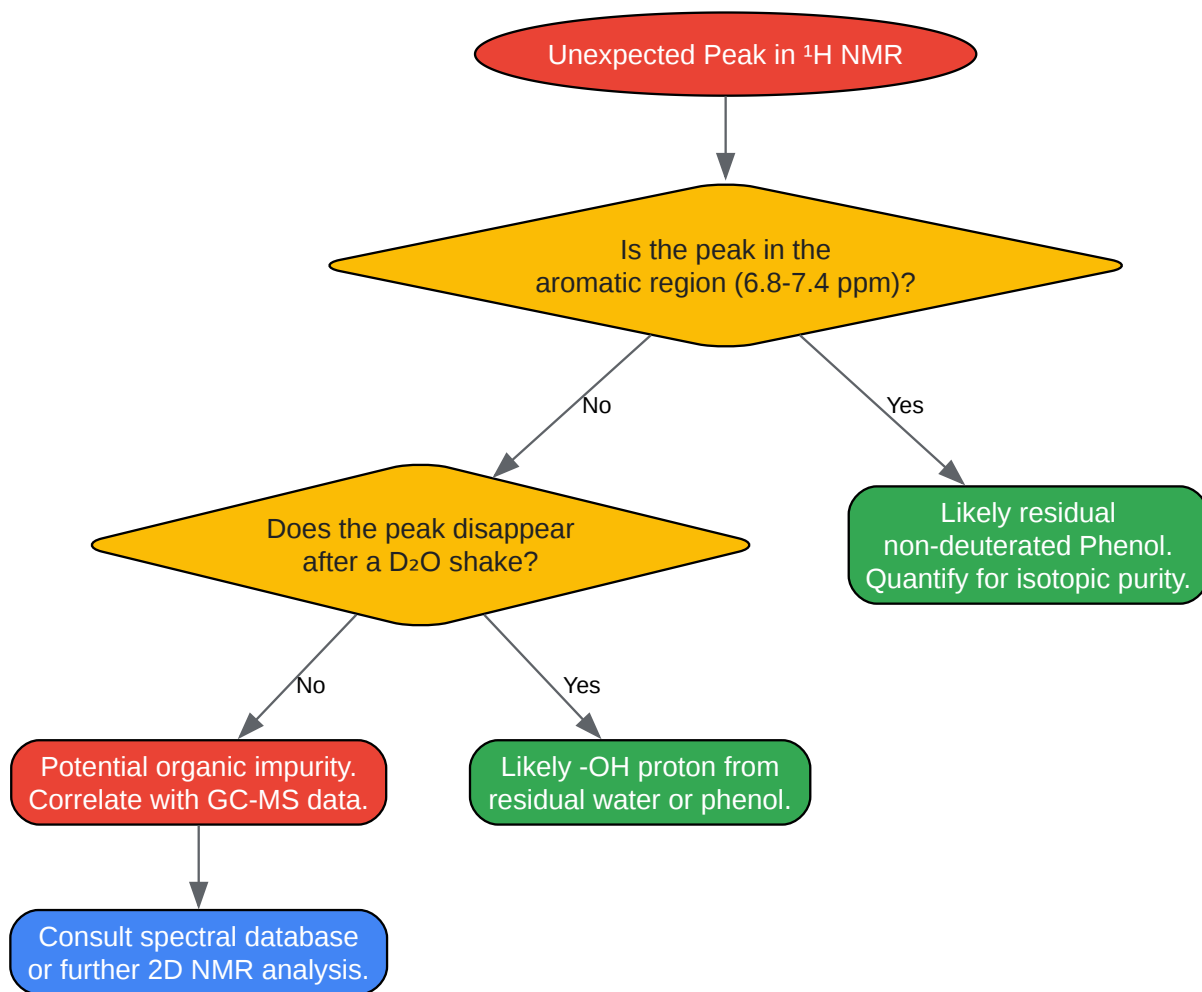 Unexpected Peak in ¹H NMR
Is the peak in the
aromatic region (6.8-7.4 ppm)?
No
Yes
Does the peak disappear
after a D₂O shake?
Likely residual
non-deuterated Phenol.
Quantify for isotopic purity.
No
Yes
Potential organic impurity.
Correlate with GC-MS data.
Likely -OH proton from
residual water or phenol.
Consult spectral database
or further 2D NMR analysis.